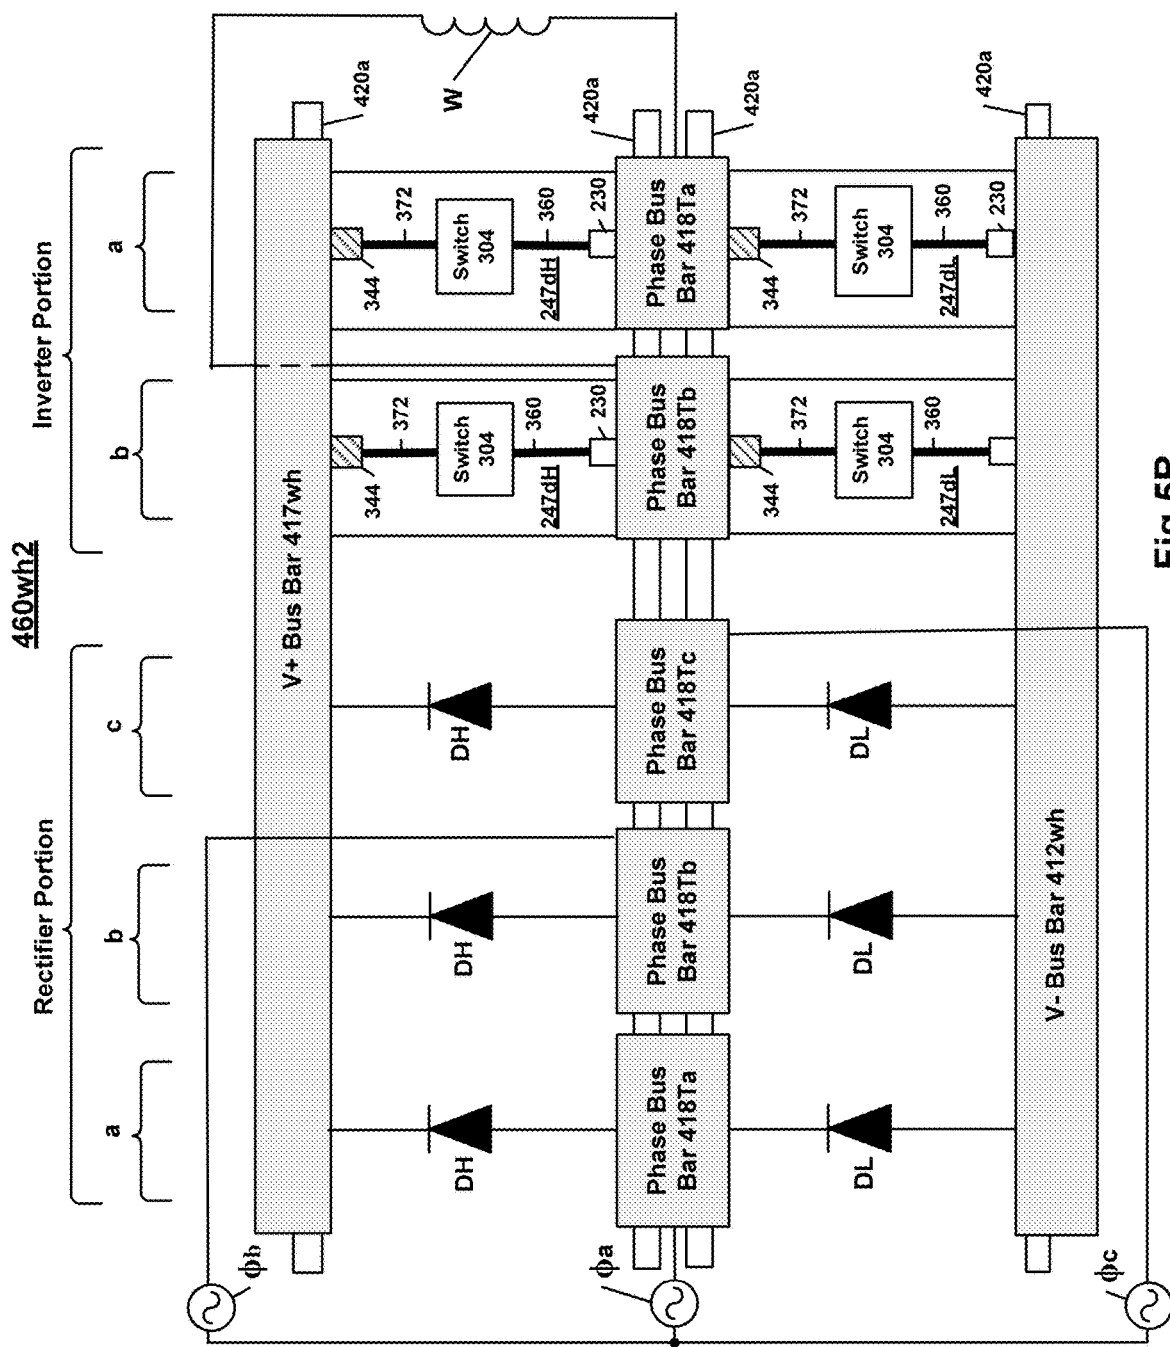 460wh2
Rectifier Portion
Inverter Portion
a
b
c
b
a
ϕb
V+ Bus Bar 417wh
420a
344
372
344
372
W
DH
DH
DH
Switch
304
Switch
304
247dH
360
247dH
360
230
230
420a
ϕa
Phase Bus
Bar 418Ta
Phase Bus
Bar 418Tb
Phase Bus
Bar 418Tc
Phase Bus
Bar 418Tb
Phase Bus
Bar 418Ta
420a
344
372
344
372
DL
DL
DL
Switch
304
Switch
304
247dL
360
247dL
360
230
420a
V- Bus Bar 412wh
ϕc
Fig